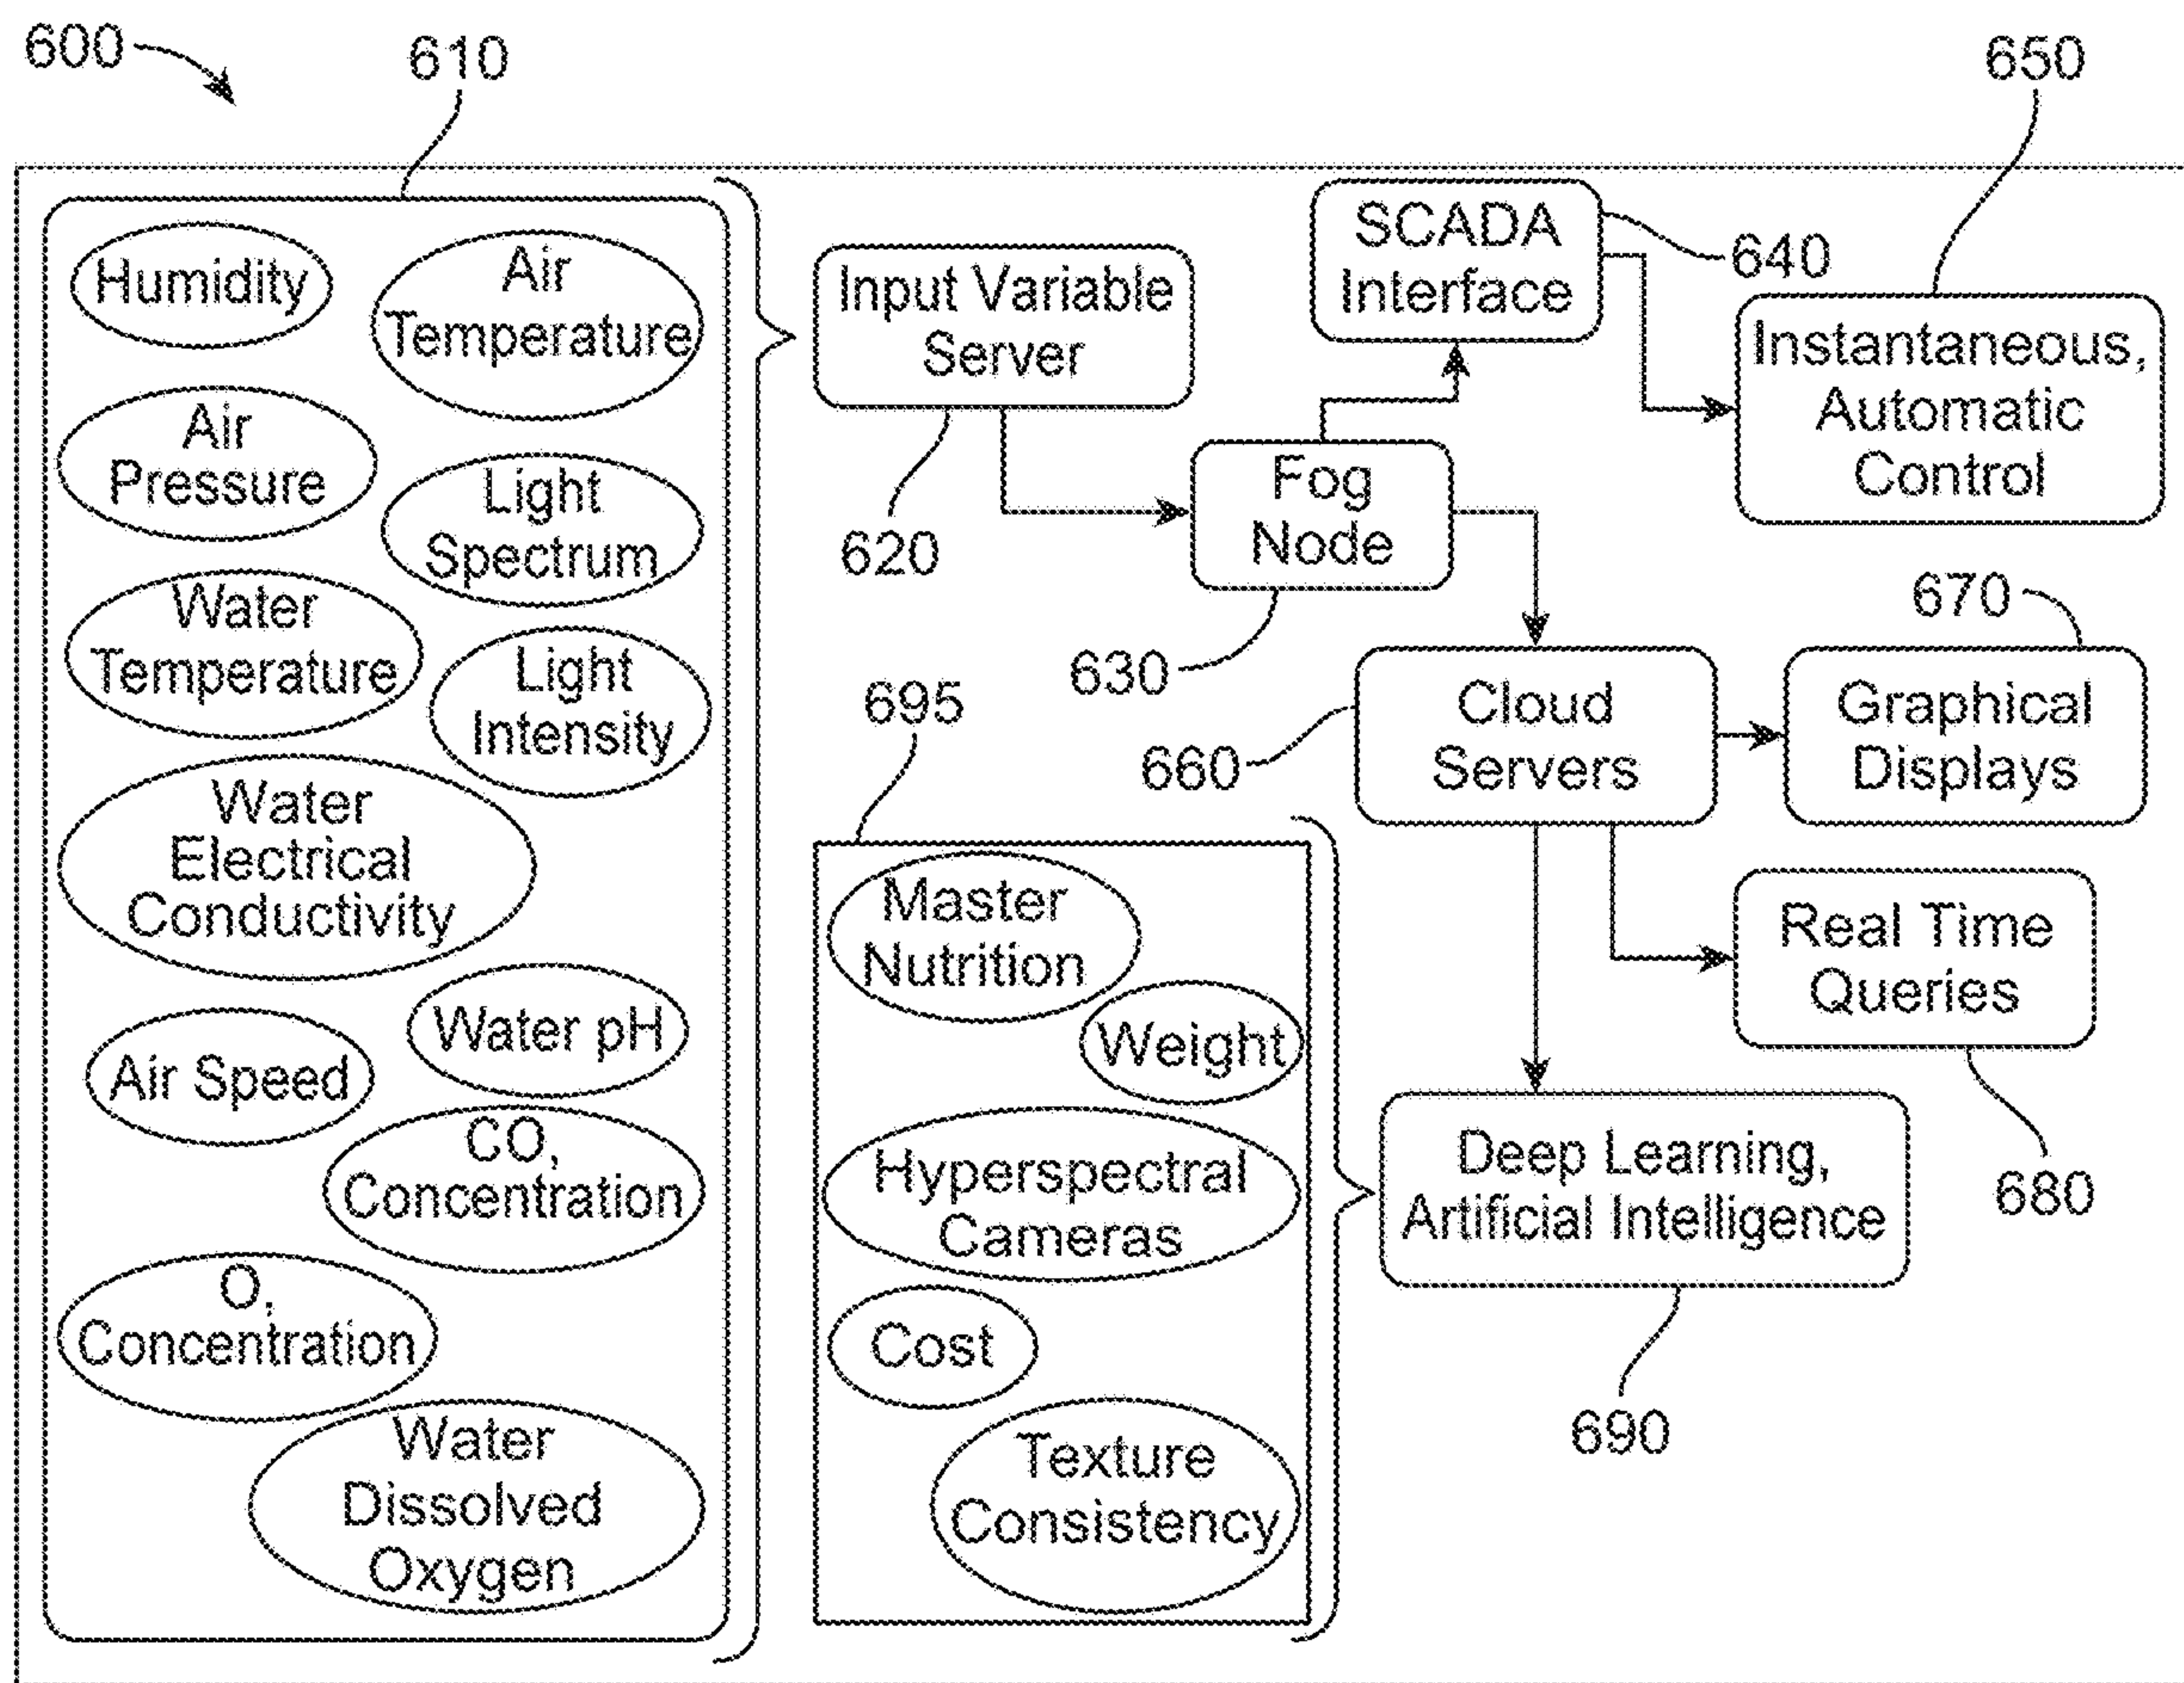 600
610
650
Humidity
Air
Temperature
Air
Pressure
Light
Spectrum
Water
Temperature
Light
Intensity
Water
Electrical
Conductivity
Water pH
Air Speed
CO,
Concentration
O,
Concentration
Water
Dissolved
Oxygen
Input Variable
Server
620
SCADA
Interface
640
Instantaneous,
Automatic
Control
Fog
Node
630
670
660
Cloud
Servers
Graphical
Displays
695
Master
Nutrition
Weight
Hyperspectral
Cameras
Cost
Texture
Consistency
Real Time
Queries
680
Deep Learning,
Artificial Intelligence
690